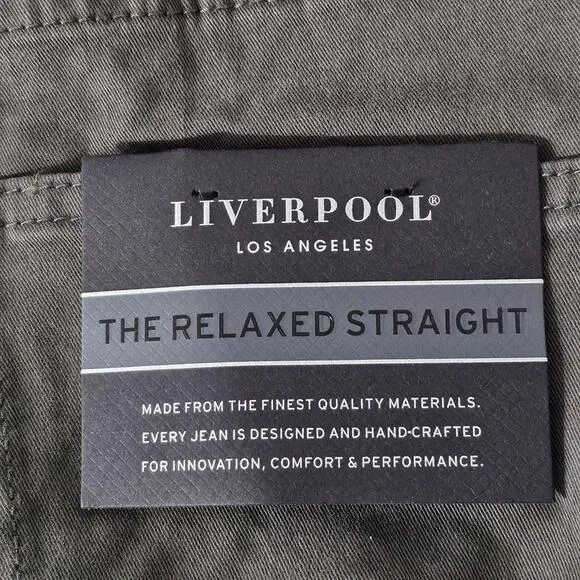 LIVERPOOL®
LOS ANGELES
THE RELAXED STRAIGHT
MADE FROM THE FINEST QUALITY MATERIALS.
EVERY JEAN IS DESIGNED AND HAND-CRAFTED
FOR INNOVATION, COMFORT & PERFORMANCE.